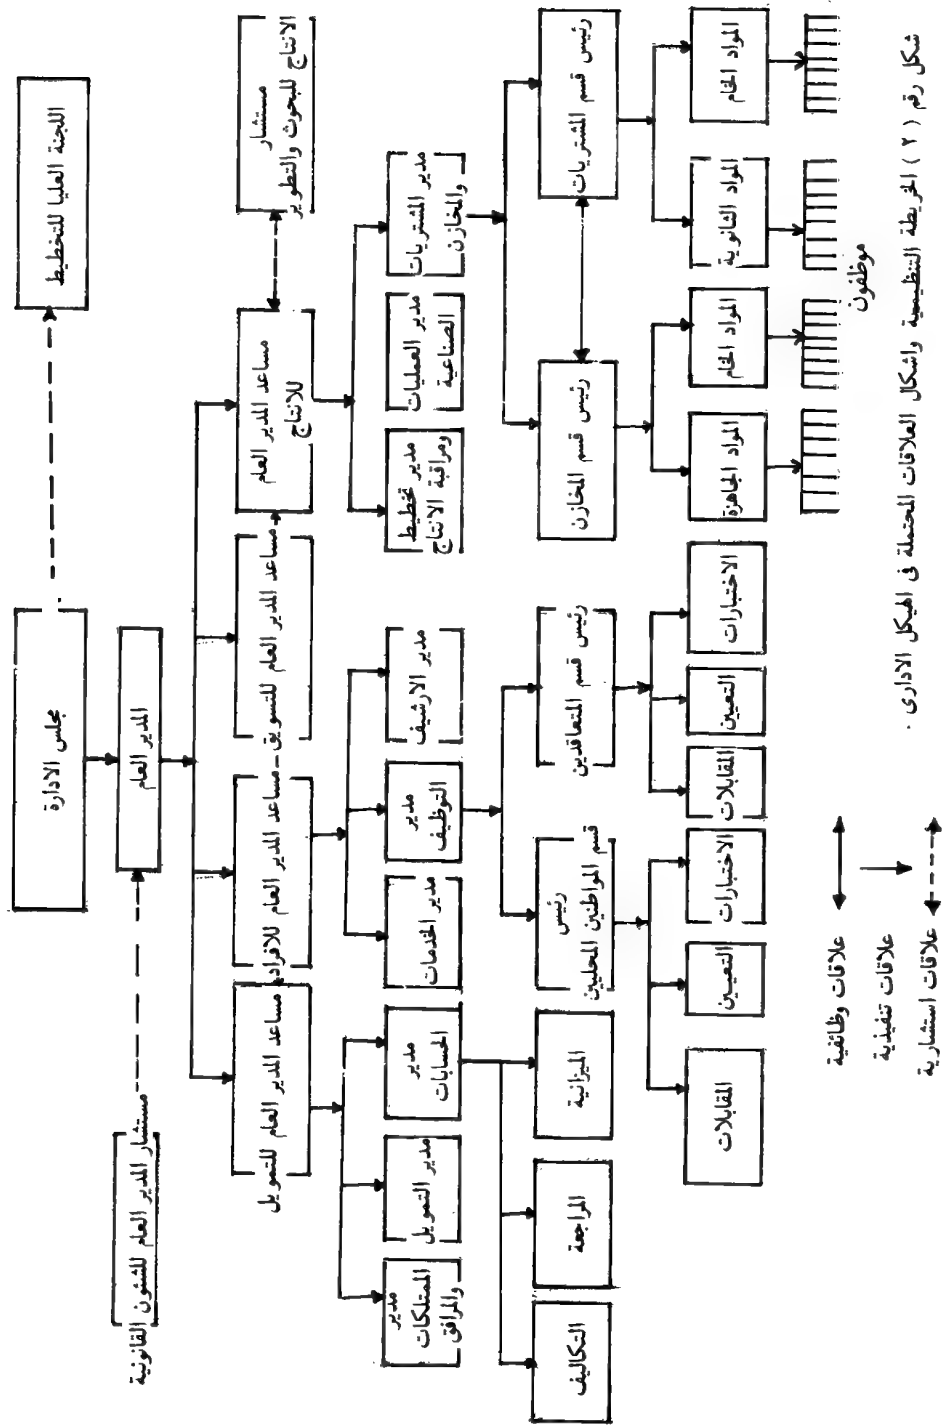 اللجنة العليا للتخطيط
مجلس الادارة
المدير العام
مستشار المدير العام للشئون القانونية
مستشار
الانتاج للبحوث والتطوير
مساعد المدير العام
للانتاج
مساعد المدير العام للتسويق
مساعد المدير العام للافراد
مساعد المدير العام للتمويل
مدير المشتريات
والمخازن
مدير العمليات
الصناعية
مدير تخطيط
ومراقبة الانتاج
مدير الارشيف
مدير
التوظيف
مدير الخدمات
مدير
الحسابات
مدير التمويل
مدير
الممتلكات
والمرافق
رئيس قسم المشتريات
رئيس قسم المخازن
رئيس قسم المتعاقدين
رئيس
قسم المواطنين المحليين
الميزانية
المراجعة
التكاليف
المواد الخام
المواد الثانوية
المواد الخام
المواد الجاهزة
الاختبارات
التعيين
المقابلات
الاختبارات
التعيين
المقابلات
موظفون
علاقات وظائفية
علاقات تنفيذية
علاقات استشارية
شكل رقم ( ٢ ) الخريطة التنظيمية واشكال العلاقات المحتملة فى الهيكل الادارى .